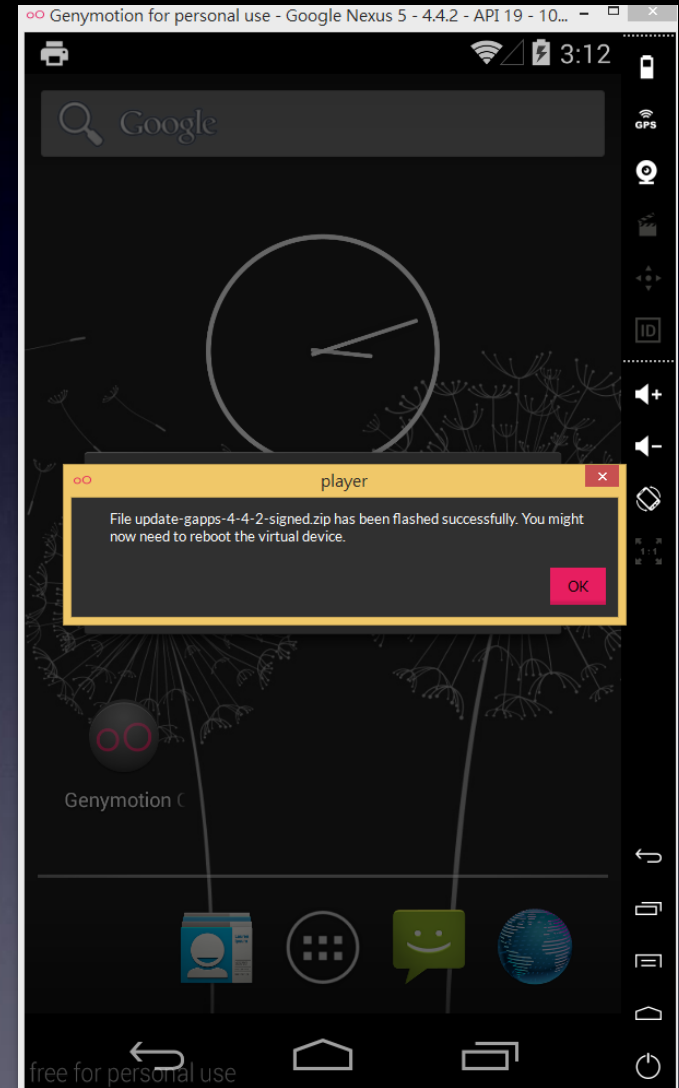 Genymotion for personal use - Google Nexus 5 - 4.4.2 - API 19 - 10...
3:12
Google
GPS
ID
player
File update-gapps-4-4-2-signed.zip has been flashed successfully. You might
now need to reboot the virtual device.
1:1
OK
Genymotion
free for personal use